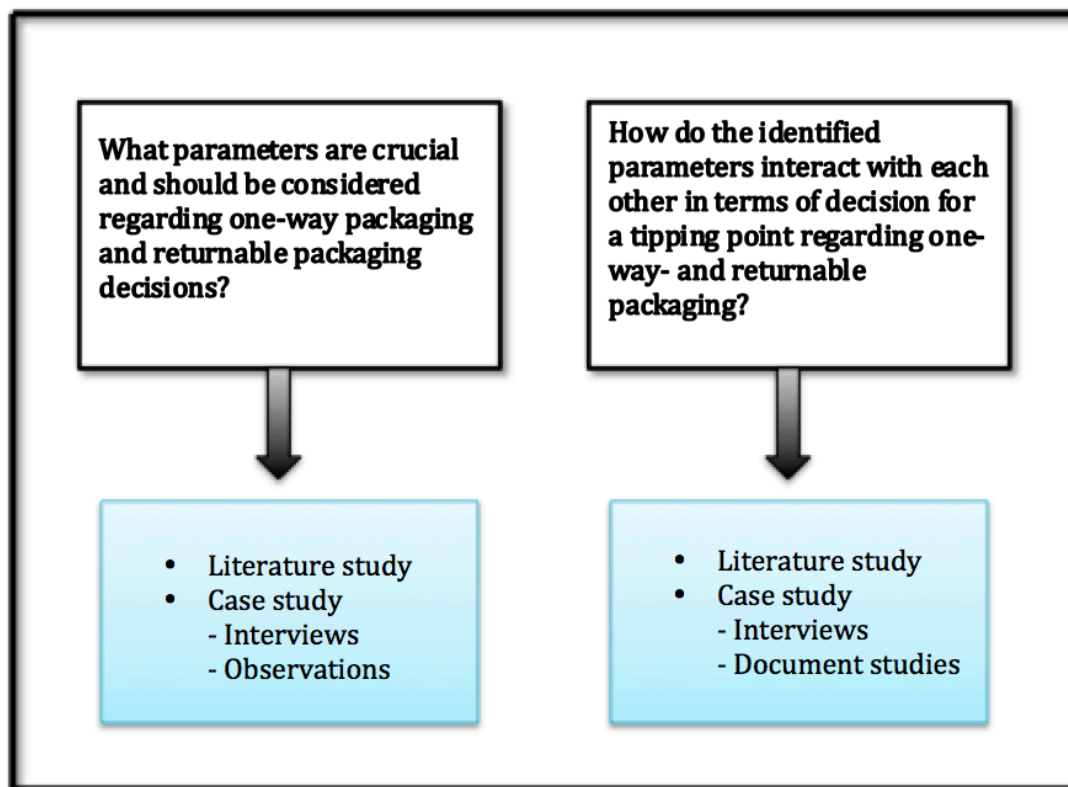 What parameters are crucial
and should be considered
regarding one-way packaging
and returnable packaging
decisions?
How do the identified
parameters interact with each
other in terms of decision for
a tipping point regarding one-
way- and returnable
packaging?
• Literature study
• Case study
- Interviews
- Observations
• Literature study
• Case study
- Interviews
- Document studies